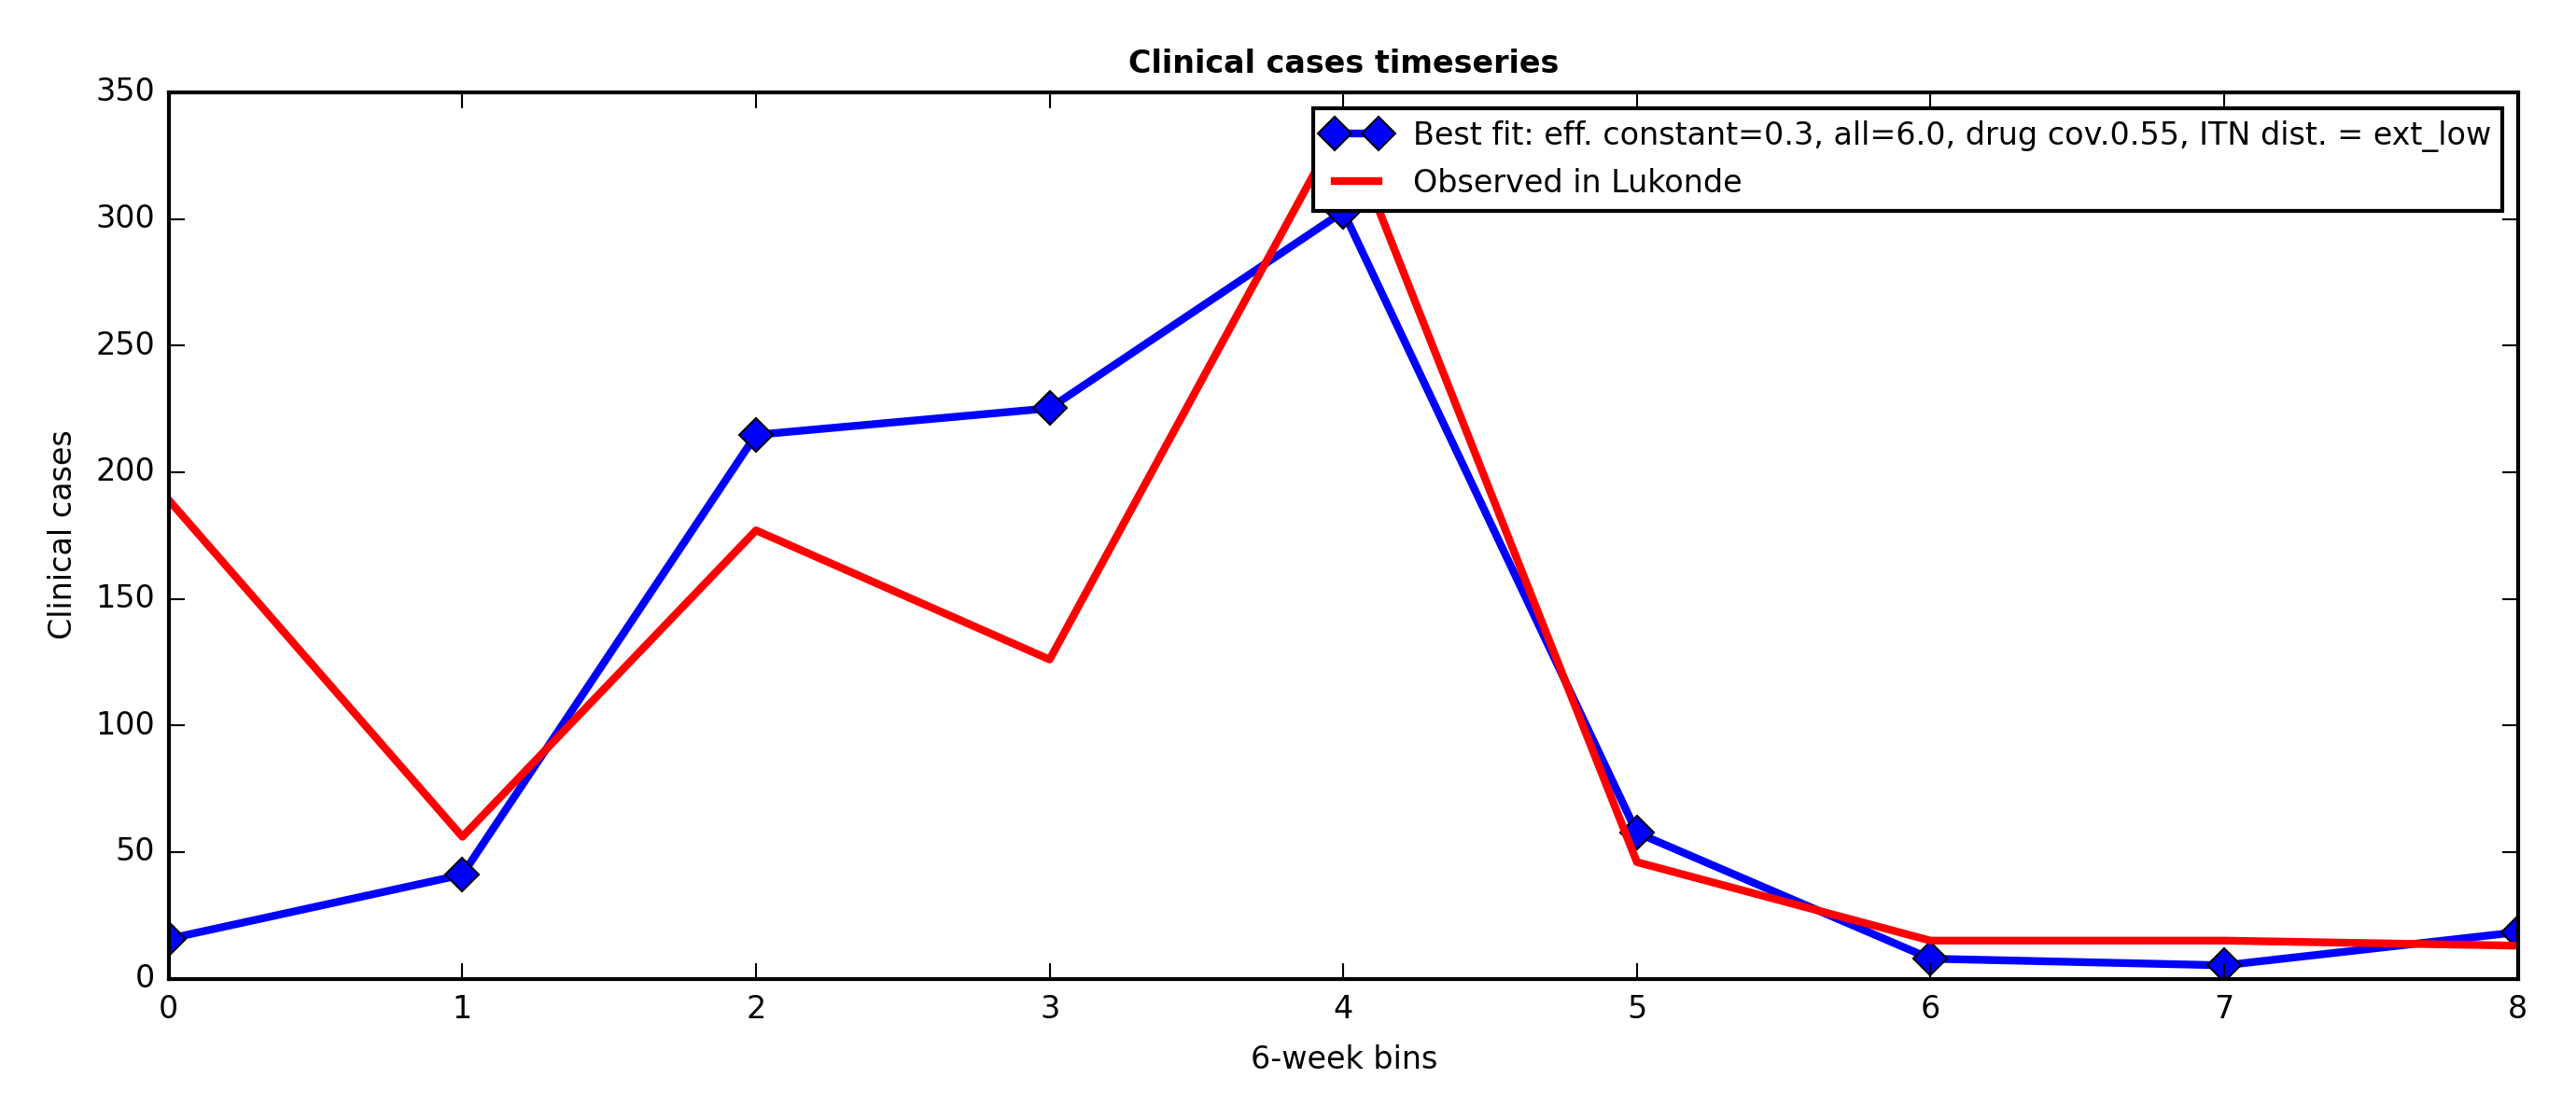 Clinical cases timeseries
350
300
250
200
150
100
50
0
Clinical cases
Best fit: eff. constant=0.3, all=6.0, drug cov.0.55, ITN dist. = ext_low
Observed in Lukonde
0 1 2 3 4 5 6 7 8
6-week bins